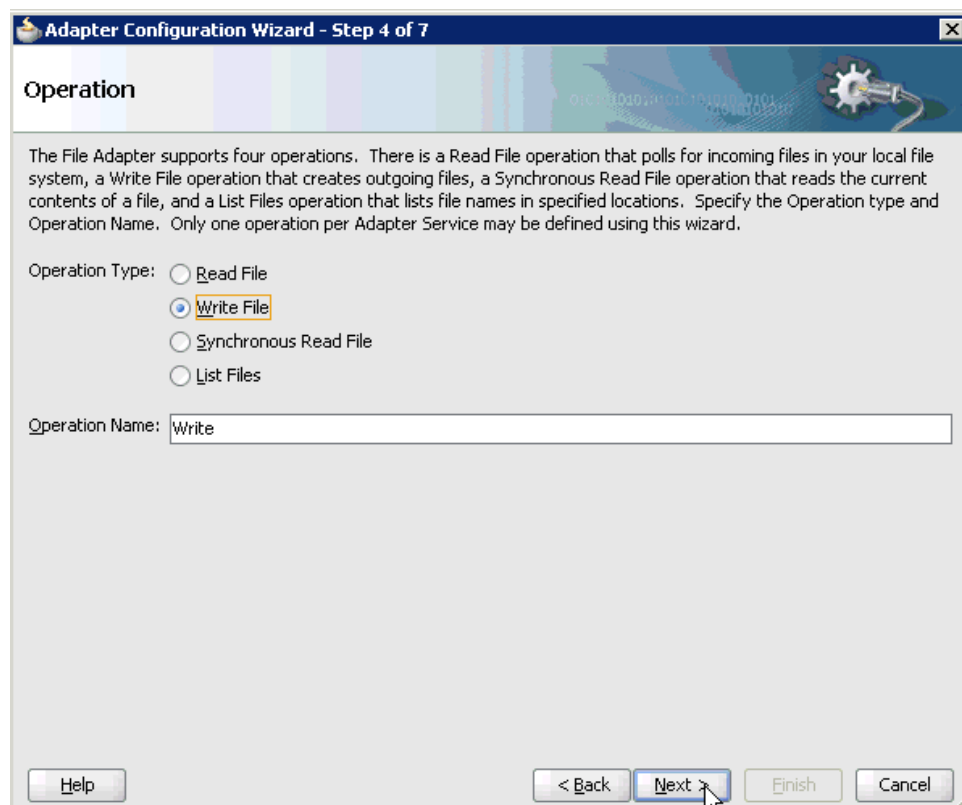 Adapter Configuration Wizard - Step 4 of 7
Operation
The File Adapter supports four operations.  There is a Read File operation that polls for incoming files in your local file
system, a Write File operation that creates outgoing files, a Synchronous Read File operation that reads the current
contents of a file, and a List Files operation that lists file names in specified locations.  Specify the Operation type and
Operation Name.  Only one operation per Adapter Service may be defined using this wizard.
Operation Type: Read File
Write File
Synchronous Read File
List Files
Operation Name: Write
Help < Back Next > Finish Cancel